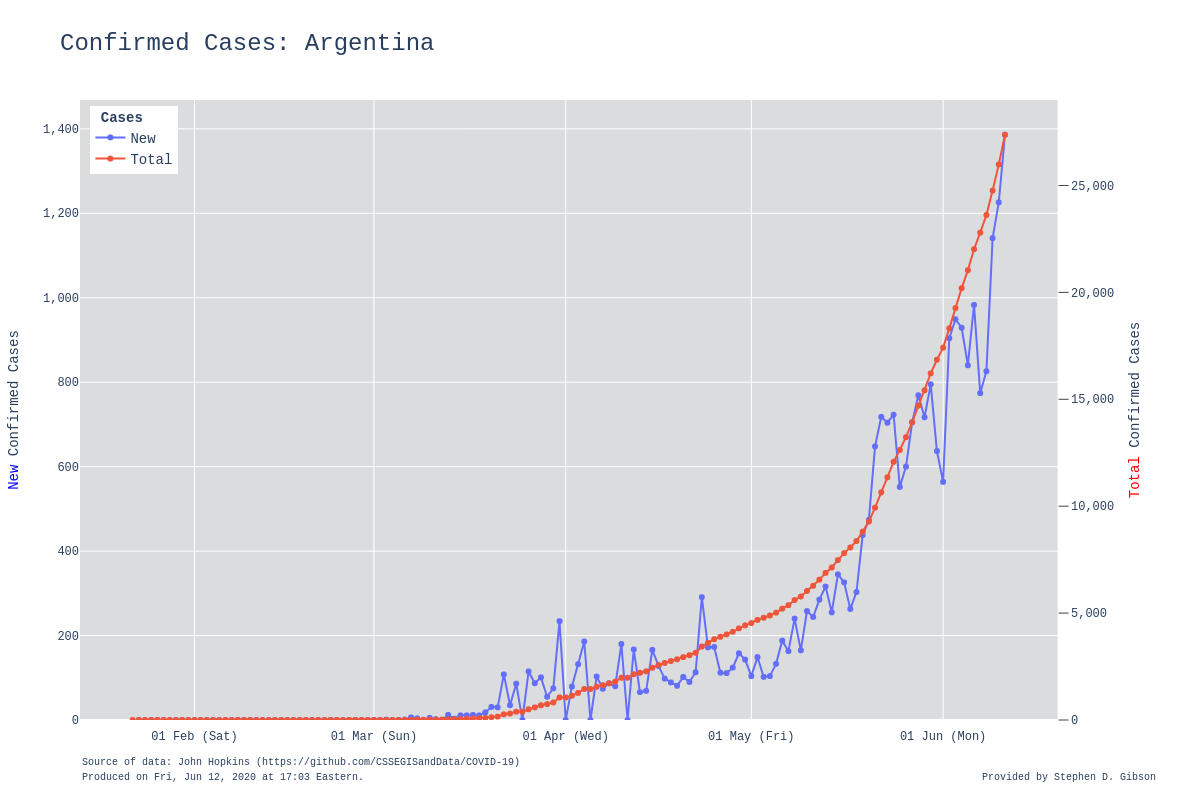 Confirmed Cases: Argentina
Cases
New
Total
1,400
1,200
1,000
800
600
400
200
0
25,000
20,000
15,000
10,000
5,000
0
New Confirmed Cases
Total Confirmed Cases
01 Feb (Sat) 01 Mar (Sun) 01 Apr (Wed) 01 May (Fri) 01 Jun (Mon)
Source of data: John Hopkins (https://github.com/CSSEGISandData/COVID-19)
Produced on Fri, Jun 12, 2020 at 17:03 Eastern.
Provided by Stephen D. Gibson